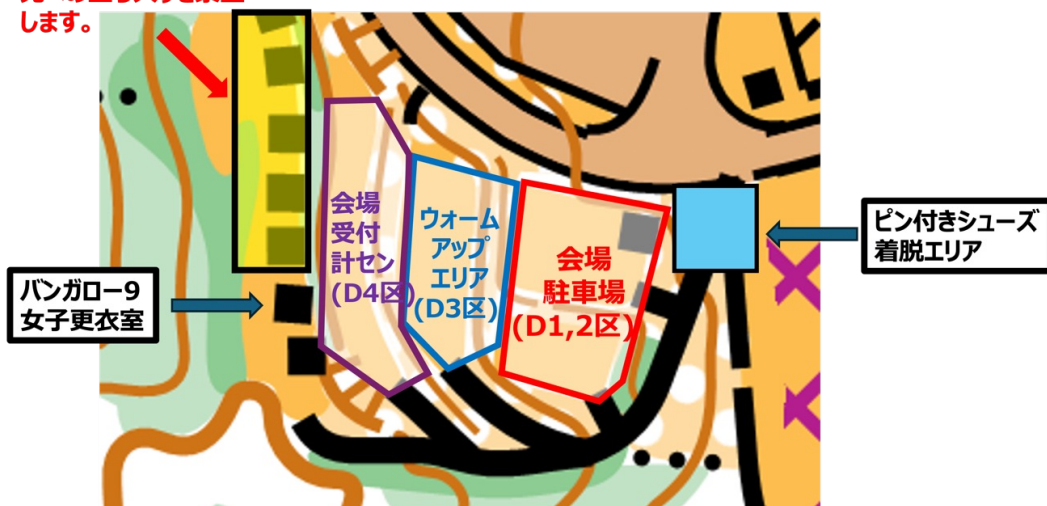 します。
会場
受付
計セン
(D4区)
ウォーム
アップ
エリア
(D3区)
会場
駐車場
(D1,2区)
ピン付きシューズ
着脱エリア
バンガロー9
女子更衣室